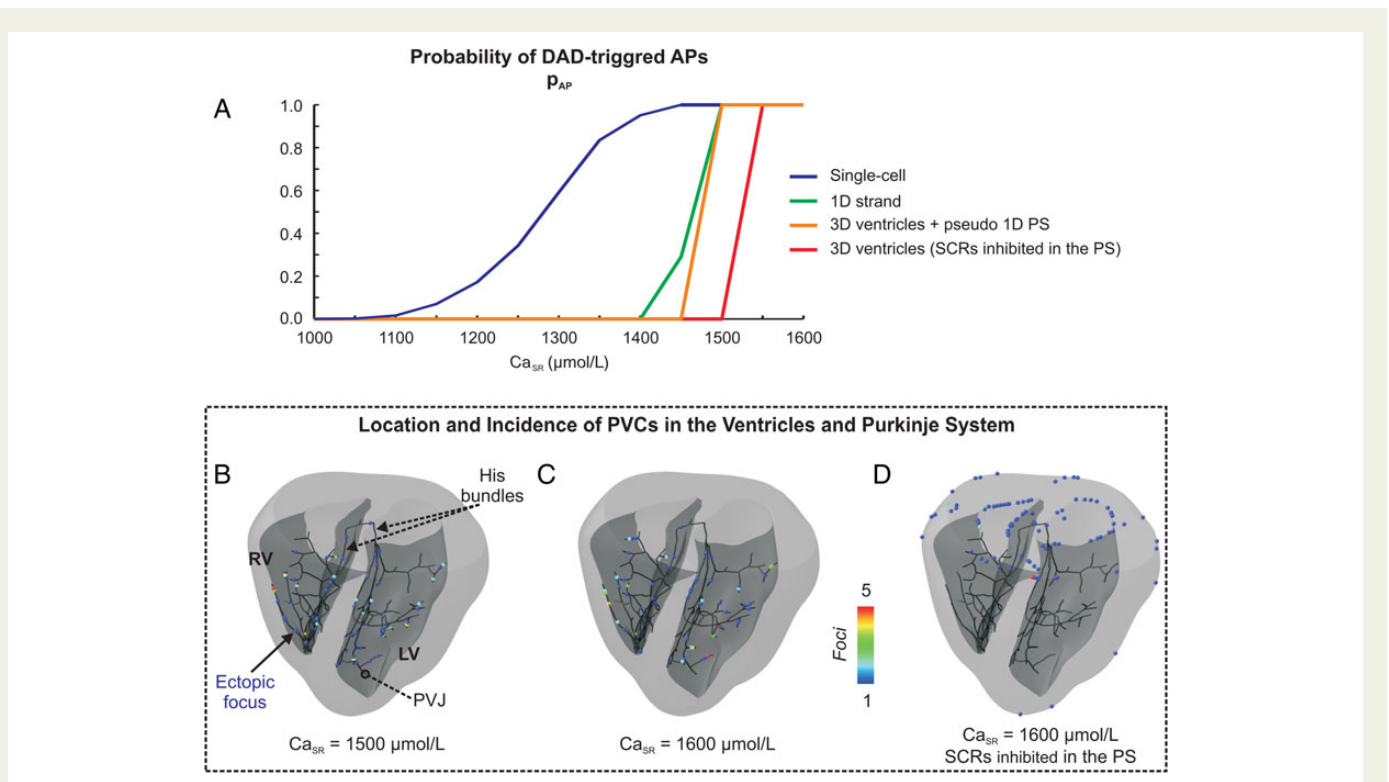 Probability of DAD-triggred APs
pAP
A
1.0
0.8
0.6
0.4
0.2
0.0
1000 1100 1200 1300 1400 1500 1600
CaSR (µmol/L)
Single-cell
1D strand
3D ventricles + pseudo 1D PS
3D ventricles (SCRs inhibited in the PS)
Location and Incidence of PVCs in the Ventricles and Purkinje System
B
His
bundles
RV
LV
Ectopic
focus
PVJ
CaSR = 1500 µmol/L
C
CaSR = 1600 µmol/L
D
5
Foci
1
CaSR = 1600 µmol/L
SCRs inhibited in the PS